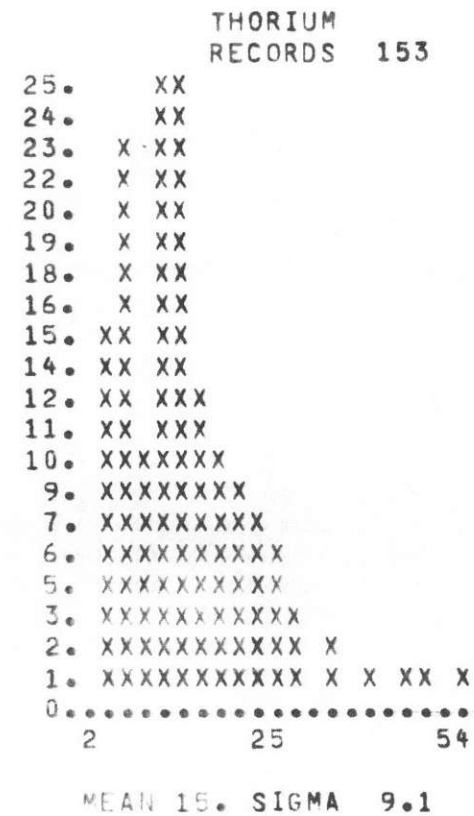 THORIUM
RECORDS 153
25. XX
24. XX
23. X XX
22. X XX
20. X XX
19. X XX
18. X XX
16. X XX
15. XX XX
14. XX XX
12. XX XXX
11. XX XXX
10. XXXXXXX
9. XXXXXXXX
7. XXXXXXXXX
6. XXXXXXXXXX
5. XXXXXXXXXX
3. XXXXXXXXXXX
2. XXXXXXXXXXX X
1. XXXXXXXXXXX X X XX X
0......................
2 25 54
MEAN 15. SIGMA 9.1